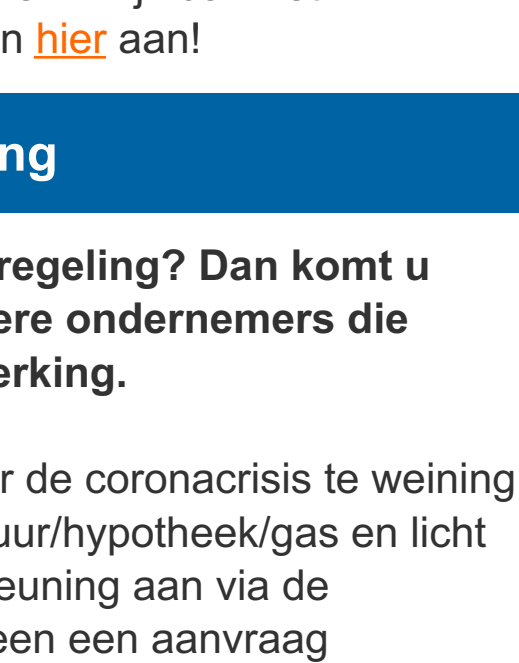 n hier aan!
ng
regeling? Dan komt u
ere ondernemers die
erking.
r de coronacrisis te weining
uur/hypotheek/gas en licht
euning aan via de
een een aanvraag